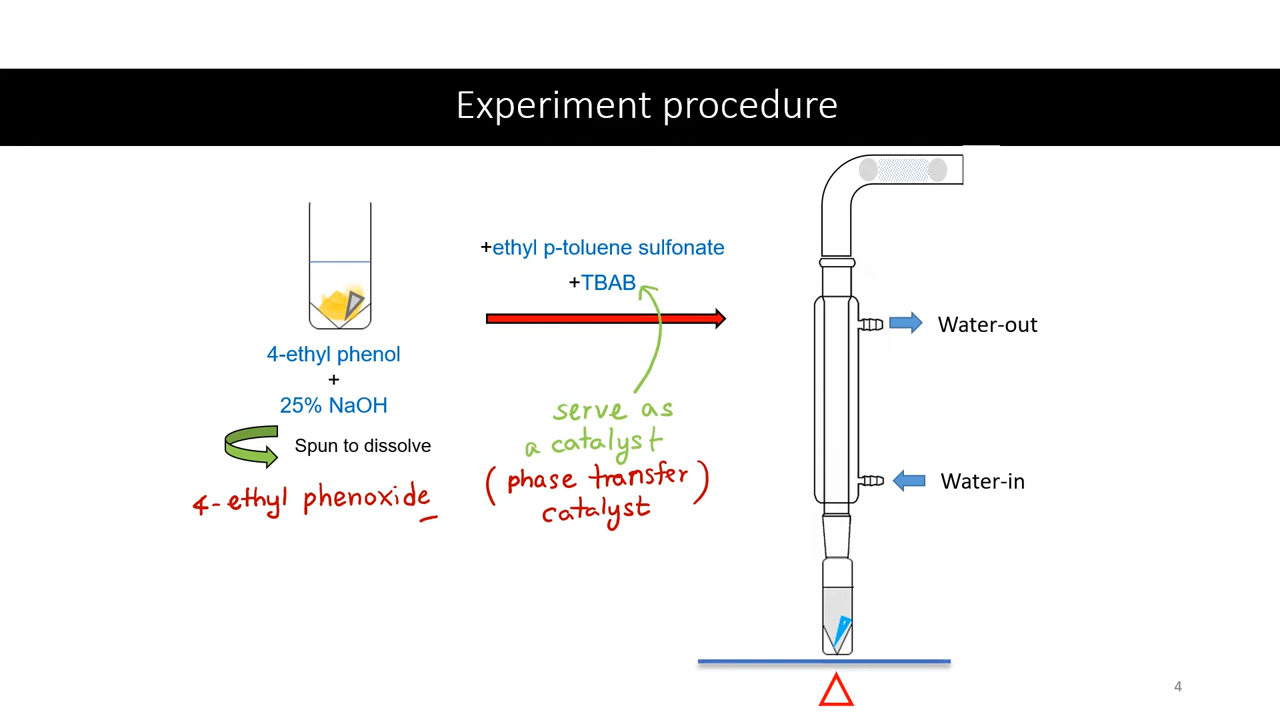 Experiment procedure
+ethyl p-toluene sulfonate
+TBAB
4-ethyl phenol
+
25% NaOH
Spun to dissolve
4-ethyl phenoxide
serve as
a catalyst
(phase transfer)
catalyst
Water-out
Water-in
4